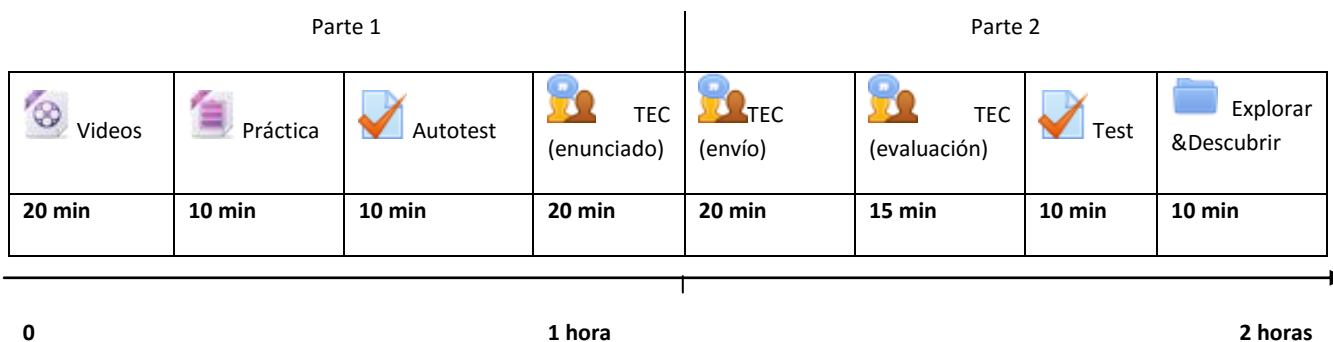 Parte 1 Parte 2
Videos Práctica Autotest TEC (enunciado) TEC (envío) TEC (evaluación) Test Explorar &Descubrir
20 min 10 min 10 min 20 min 20 min 15 min 10 min 10 min
0 1 hora 2 horas